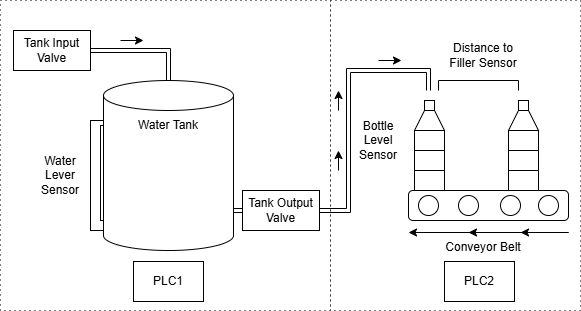 Tank Input
Valve
Water Tank
Water
Lever
Sensor
Tank Output
Valve
PLC1
Distance to
Filler Sensor
Bottle
Level
Sensor
Conveyor Belt
PLC2